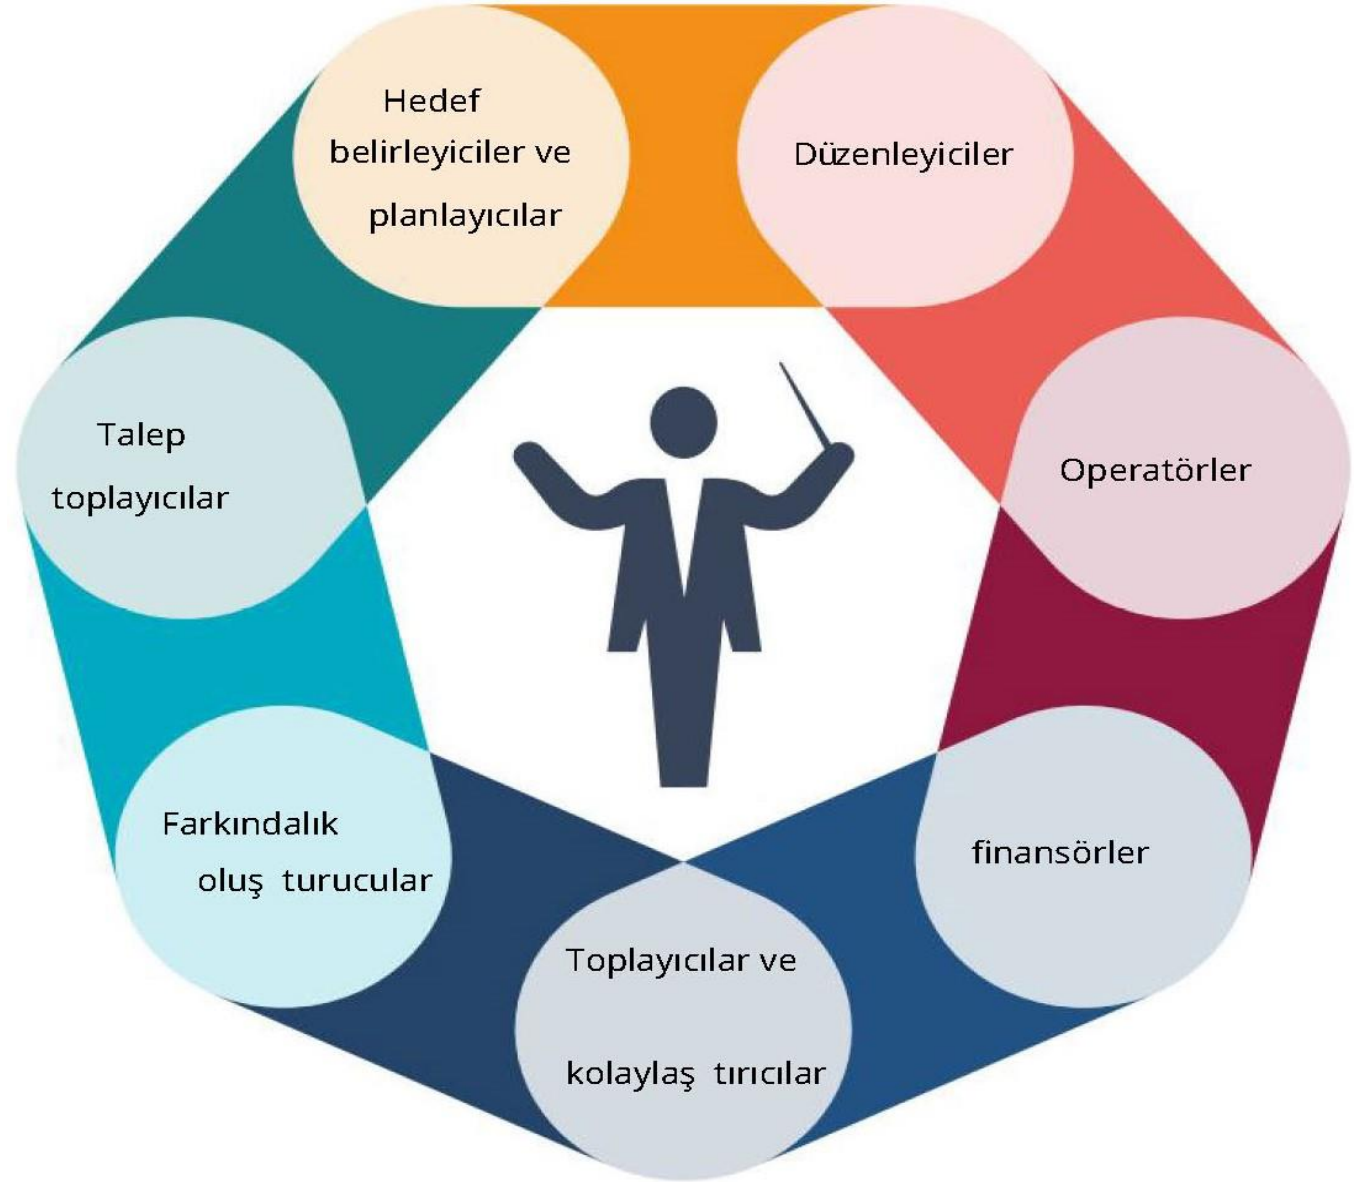 Hedef
belirleyiciler ve
planlayıcılar
Düzenleyiciler
Talep
toplayıcılar
Operatörler
Farkındalık
oluş turucular
finansörler
Toplayıcılar ve
kolaylaş tırıcılar